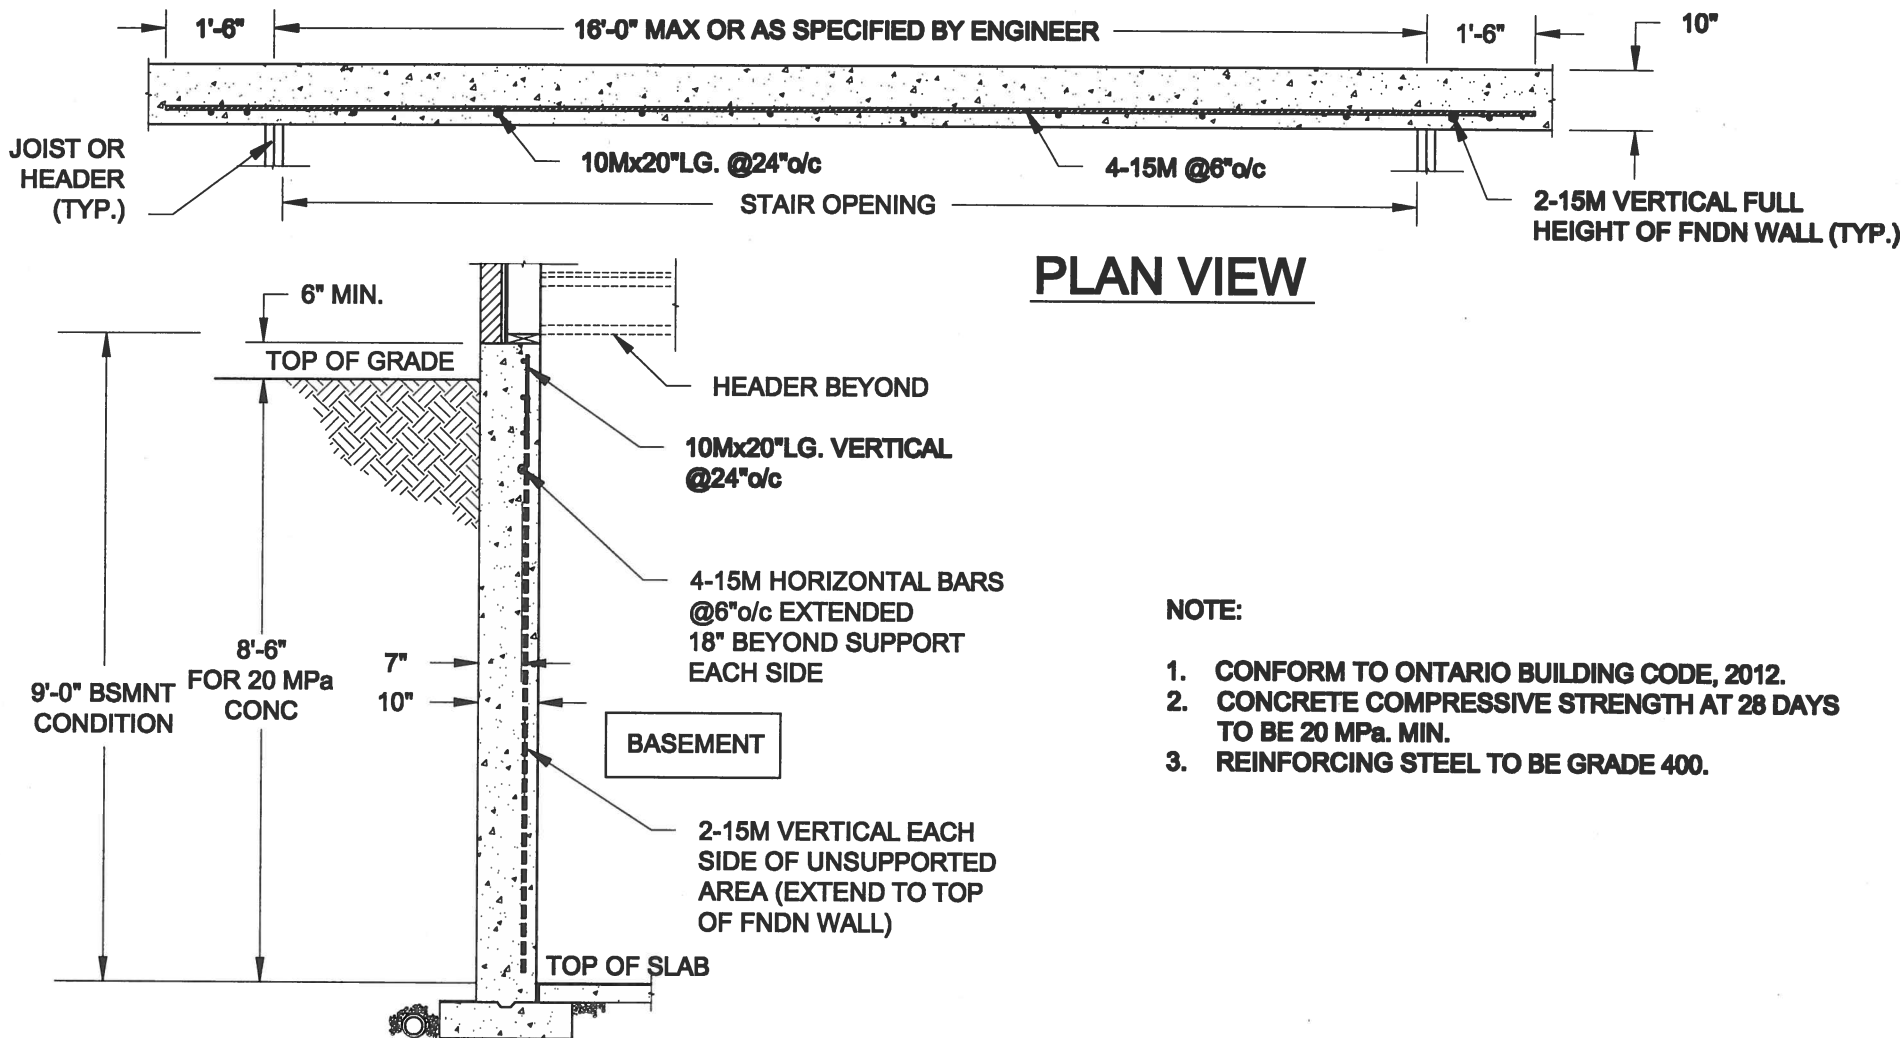 1'-6"
16'-0" MAX OR AS SPECIFIED BY ENGINEER
1'-6"
10"
JOIST OR
HEADER
(TYP.)
10Mx20"LG. @24"o/c
4-15M @6"o/c
STAIR OPENING
2-15M VERTICAL FULL
HEIGHT OF FNDN WALL (TYP.)
PLAN VIEW
6" MIN.
TOP OF GRADE
HEADER BEYOND
10Mx20"LG. VERTICAL
@24"o/c
4-15M HORIZONTAL BARS
@6"o/c EXTENDED
18" BEYOND SUPPORT
EACH SIDE
9'-0" BSMNT
CONDITION
8'-6"
FOR 20 MPa
CONC
7"
10"
BASEMENT
2-15M VERTICAL EACH
SIDE OF UNSUPPORTED
AREA (EXTEND TO TOP
OF FNDN WALL)
TOP OF SLAB
NOTE:
1. CONFORM TO ONTARIO BUILDING CODE, 2012.
2. CONCRETE COMPRESSIVE STRENGTH AT 28 DAYS
TO BE 20 MPa. MIN.
3. REINFORCING STEEL TO BE GRADE 400.